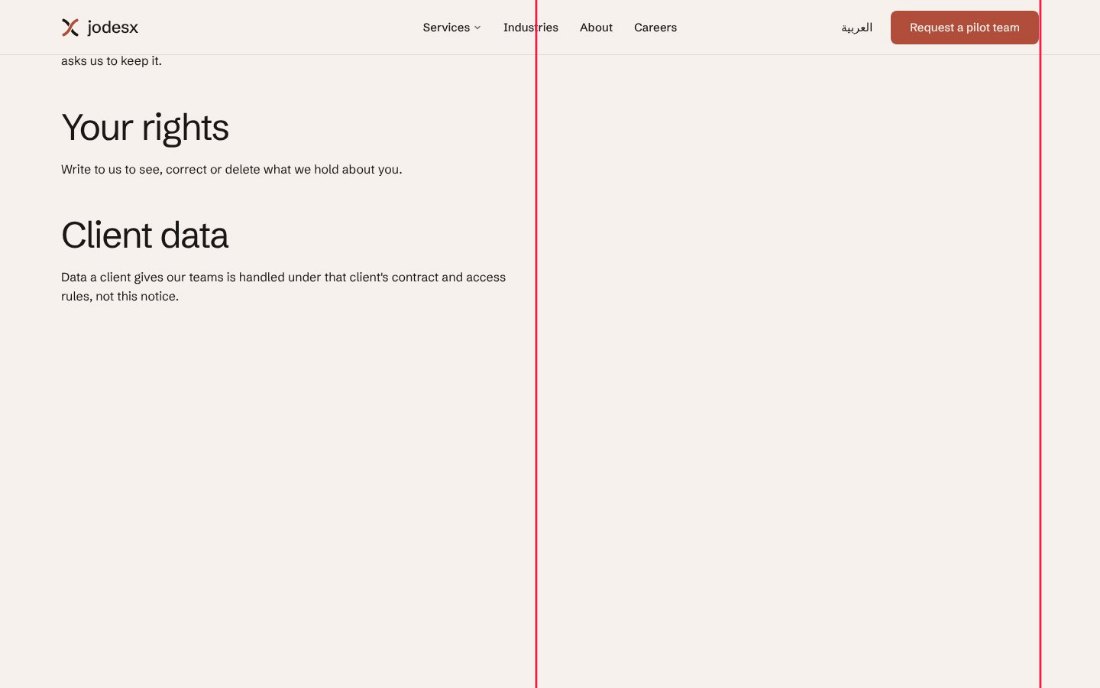 jodesx
Services
Industries
About
Careers
العربية
Request a pilot team
asks us to keep it.
Your rights
Write to us to see, correct or delete what we hold about you.
Client data
Data a client gives our teams is handled under that client's contract and access
rules, not this notice.